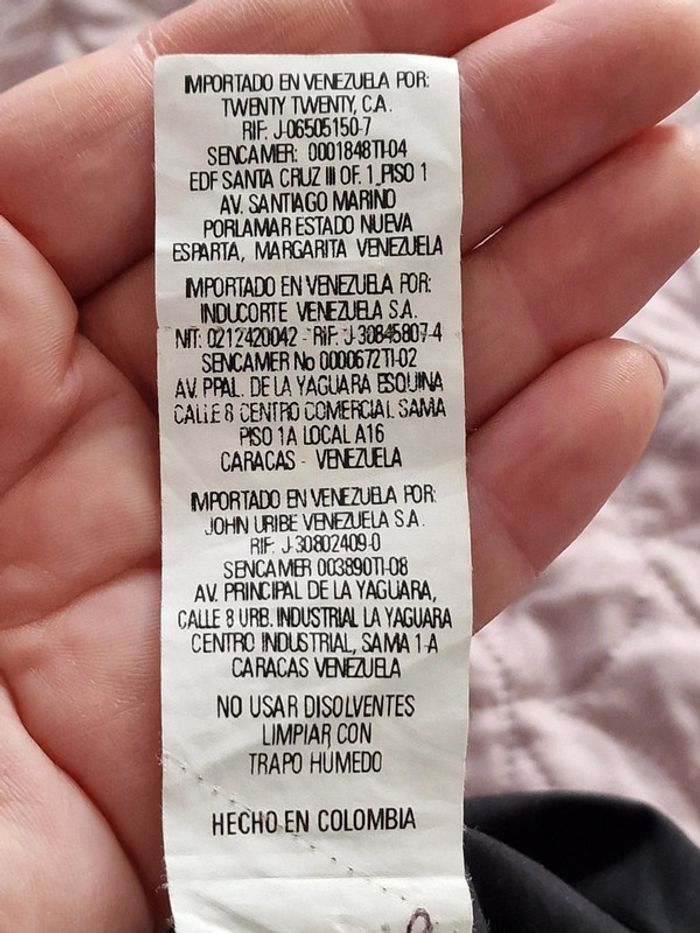 IMPORTADO EN VENEZUELA POR:
TWENTY TWENTY, C.A.
RIF: J-06505150-7
SENCAMER: 0001848TI-04
EDF SANTA CRUZ III OF. 1 PISO 1
AV. SANTIAGO MARINO
PORLAMAR ESTADO NUEVA
ESPARTA, MARGARITA VENEZUELA
IMPORTADO EN VENEZUELA POR:
INDUCORTE VENEZUELA S.A.
NIT: 0212420042 - RIF: J-30845807-4
SENCAMER No 0000672TI-02
AV. PPAL. DE LA YAGUARA ESQUINA
CALLE 8 CENTRO COMERCIAL SAMA
PISO 1A LOCAL A16
CARACAS - VENEZUELA
IMPORTADO EN VENEZUELA POR:
JOHN URIBE VENEZUELA S.A.
RIF: J-30802409-0
SENCAMER 003890TI-08
AV. PRINCIPAL DE LA YAGUARA,
CALLE 8 URB. INDUSTRIAL LA YAGUARA
CENTRO INDUSTRIAL, SAMA 1-A
CARACAS VENEZUELA
NO USAR DISOLVENTES
LIMPIAR CON
TRAPO HÚMEDO
HECHO EN COLOMBIA